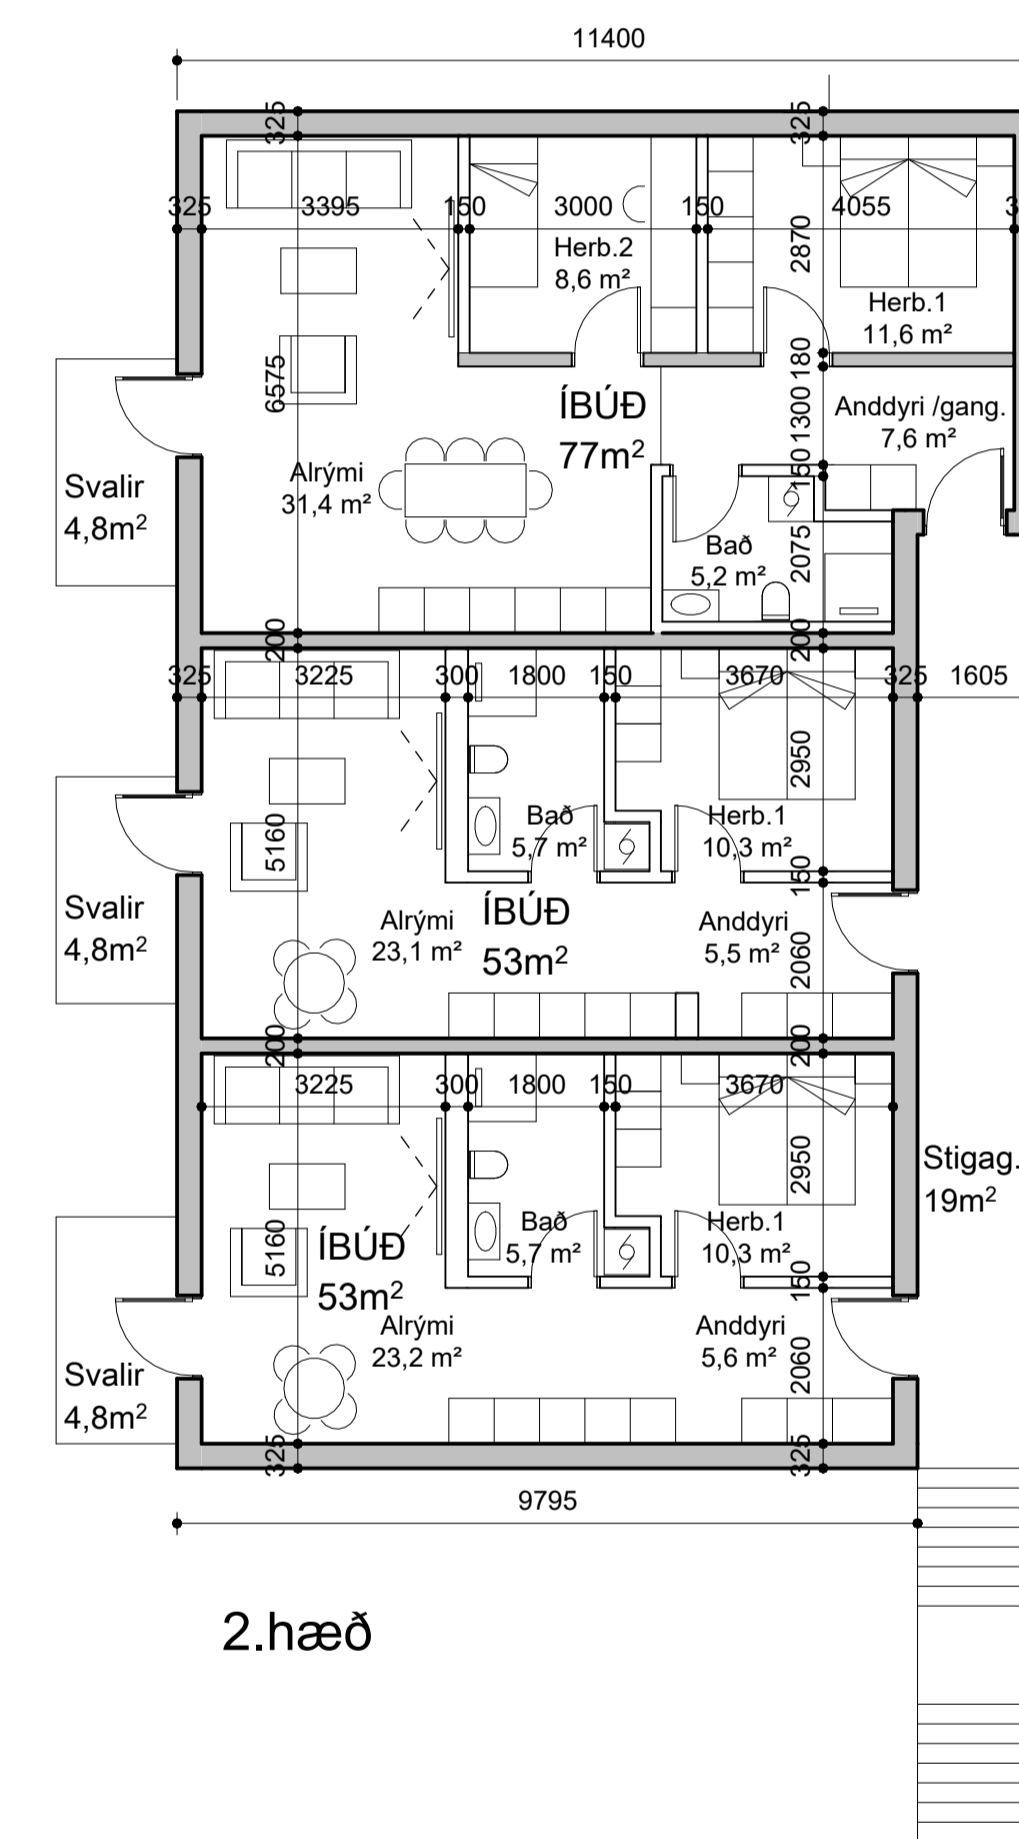 11400
325
325
325
3395
150
3000
150
4055
3
Herb.2
8,6 m²
2870
Herb.1
11,6 m²
180
6575
ÍBÚÐ
77m²
1300
Anddyri /gang.
7,6 m²
150
Alrými
31,4 m²
Svalir
4,8m²
Bað
5,2 m²
2075
200
200
325
3225
300
1800
150
3670
325
1605
2950
5160
Bað
5,7 m²
Herb.1
10,3 m²
150
Svalir
4,8m²
Alrými
23,1 m²
ÍBÚÐ
53m²
Anddyri
5,5 m²
2060
200
200
3225
300
1800
150
3670
2950
Stigag.
19m²
5160
ÍBÚÐ
53m²
Bað
5,7 m²
Herb.1
10,3 m²
150
Alrými
23,2 m²
Anddyri
5,6 m²
2060
Svalir
4,8m²
325
325
9795
2.hæð